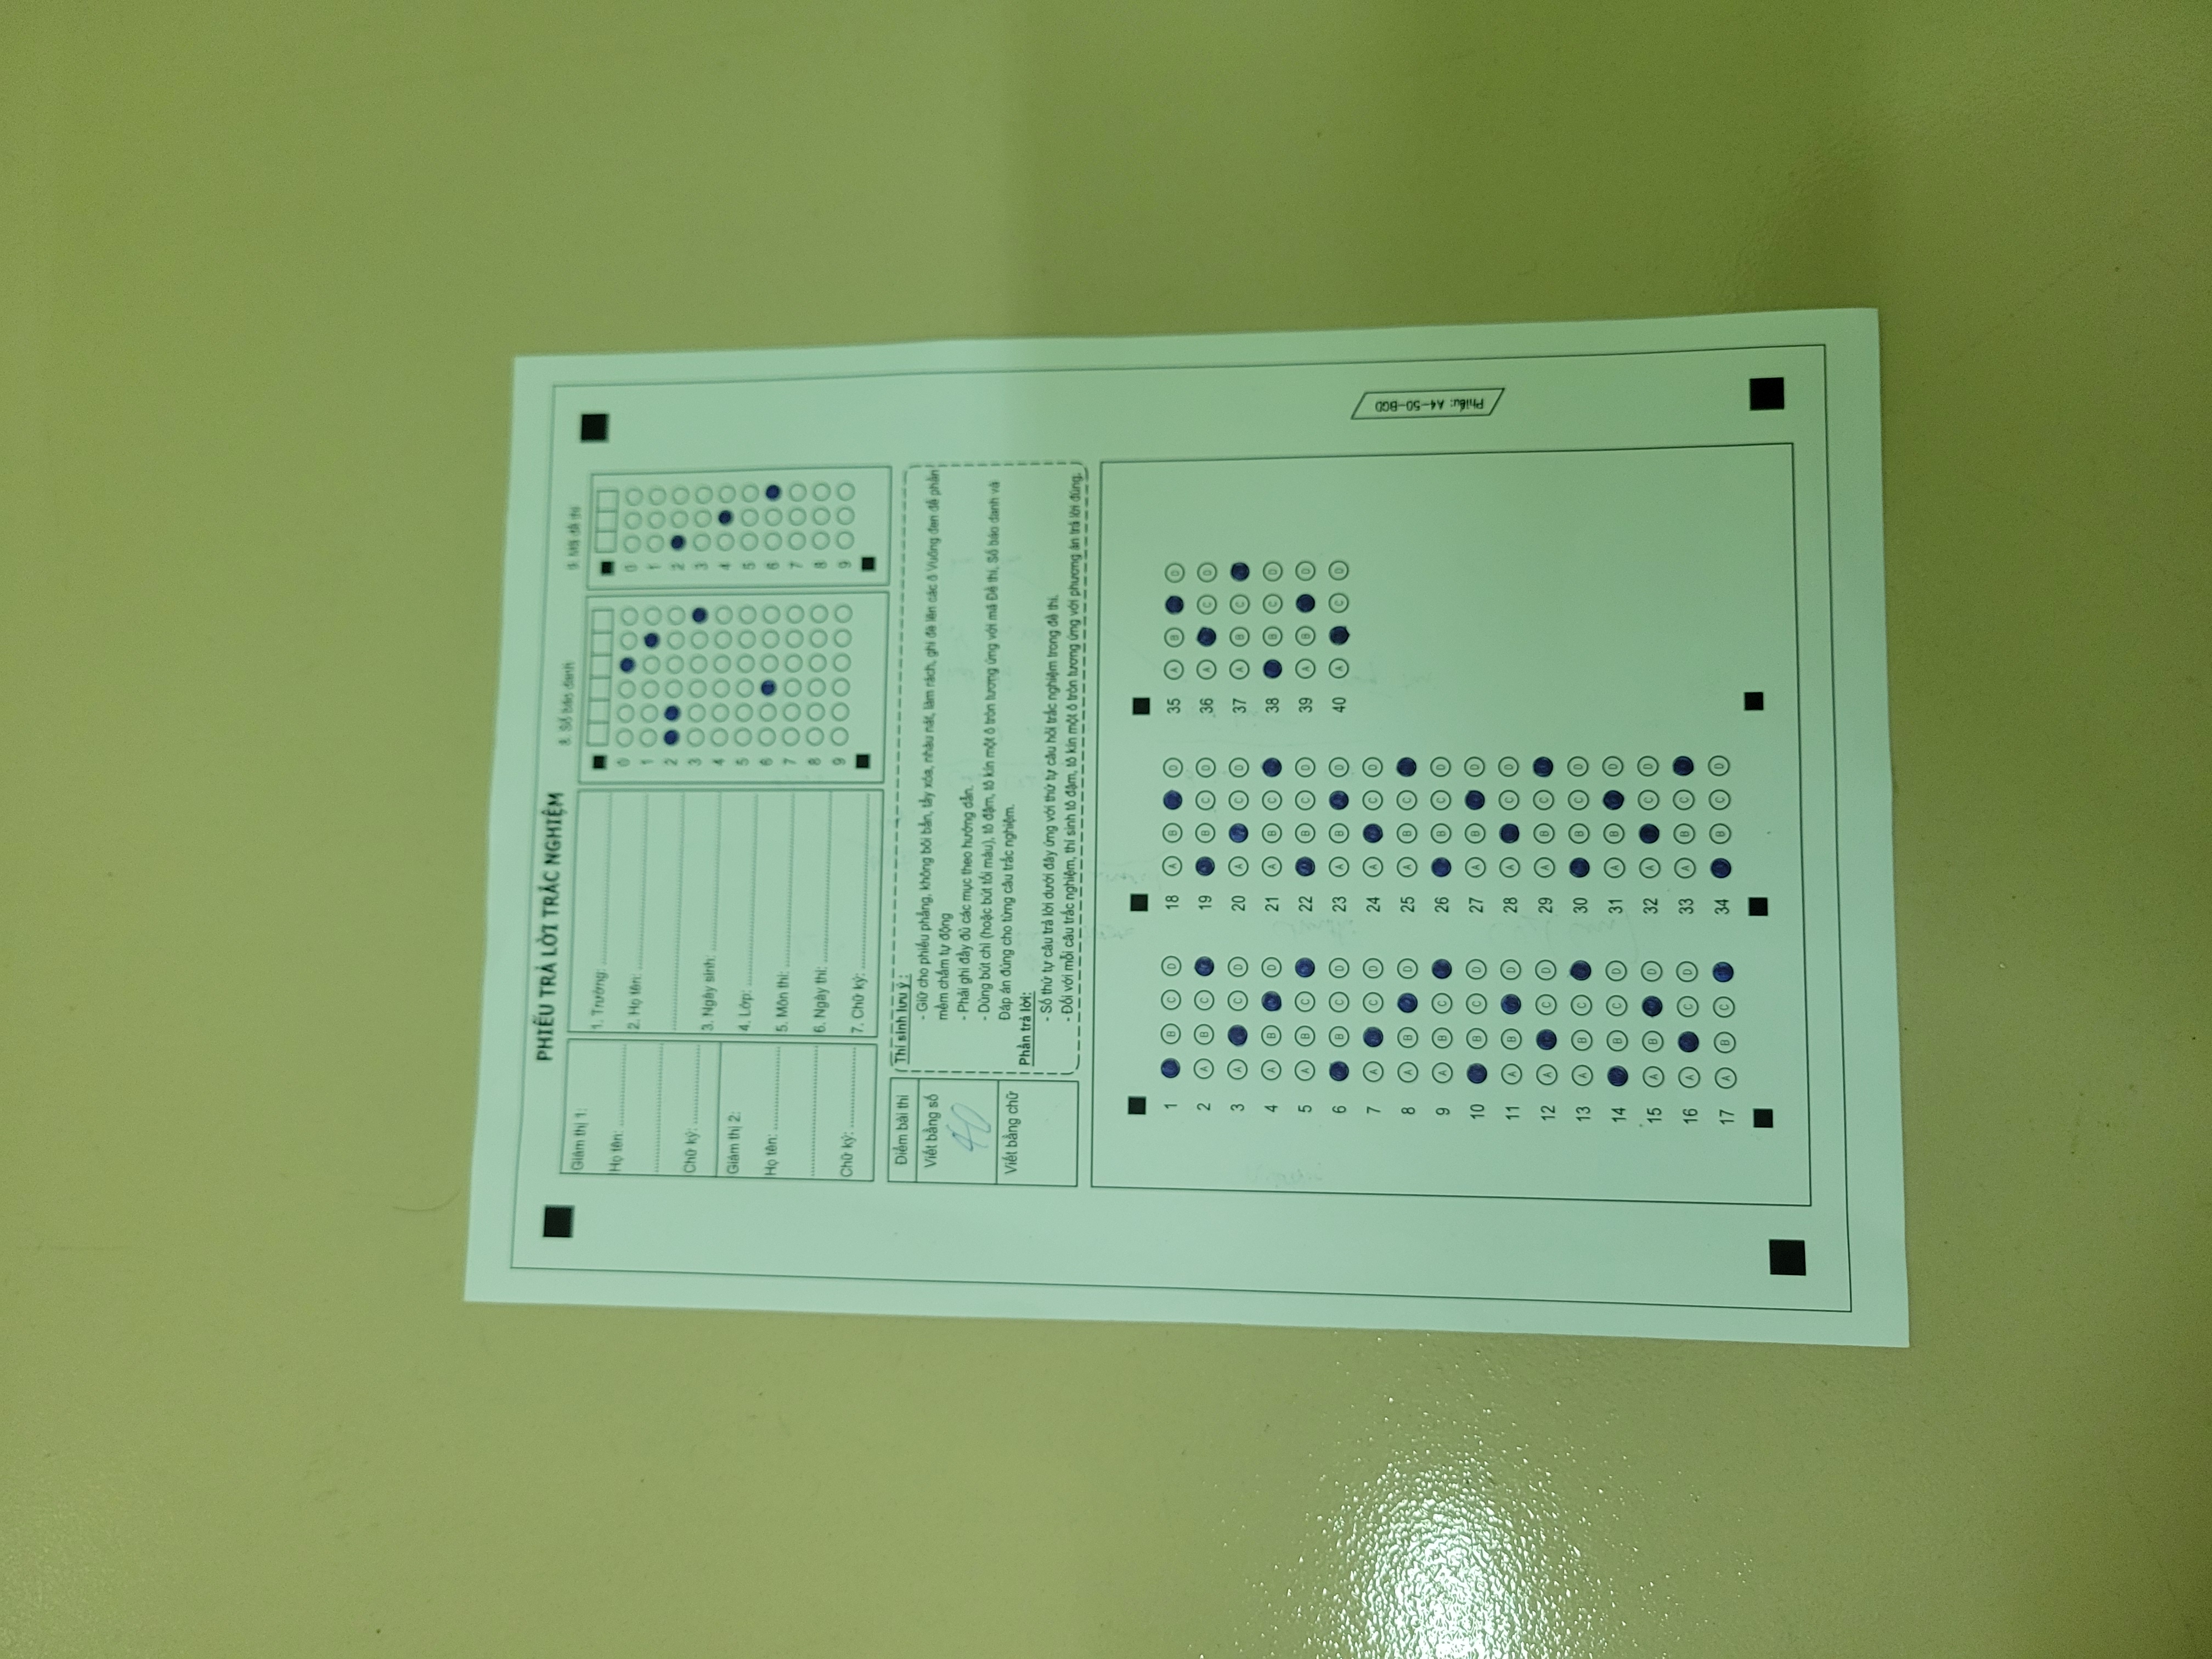 PHIẾU TRẢ LỜI TRẮC NGHIỆM
Giám thị 1:
Họ tên:
Chữ ký:
Giám thị 2:
Họ tên:
Chữ ký:
1. Trường:
2. Họ tên:
3. Ngày sinh:
4. Lớp:
5. Môn thi:
6. Ngày thi:
7. Chữ ký:
8. Số báo danh
0
1
2
3
4
5
6
7
8
9
9. Mã đề thi
0
1
2
3
4
5
6
7
8
9
Điểm bài thi
Viết bằng số
40
Viết bằng chữ
Thí sinh lưu ý :
- Giữ cho phiếu phẳng, không bôi bẩn, tẩy xóa, nhàu nát, làm rách, ghi đè lên các ô Vuông đen để phần
mềm chấm tự động
- Phải ghi đầy đủ các mục theo hướng dẫn.
- Dùng bút chì (hoặc bút tối màu), tô đậm, tô kín một ô tròn tương ứng với mã Đề thi, Số báo danh và
Đáp án đúng cho từng câu trắc nghiệm.
Phần trả lời:
- Số thứ tự câu trả lời dưới đây ứng với thứ tự câu hỏi trắc nghiệm trong đề thi.
- Đối với mỗi câu trắc nghiệm, thí sinh tô đậm, tô kín một ô tròn tương ứng với phương án trả lời đúng.
1 B C D
2 A B C
3 A C D
4 A B D
5 A B C
6 B C D
7 A C D
8 A B D
9 A B C
10 B C D
11 A B D
12 A C D
13 A B C
14 B C D
15 A B D
16 A C D
17 A B C
18 A B D
19 B C D
20 A C D
21 A B C
22 B C D
23 A B D
24 A C D
25 A B C
26 B C D
27 A B D
28 A C D
29 A B C
30 B C D
31 A B D
32 A C D
33 A B C
34 B C D
35 A B D
36 A C D
37 A B C
38 B C D
39 A B D
40 A C D
Phiếu: A4-50-BGD